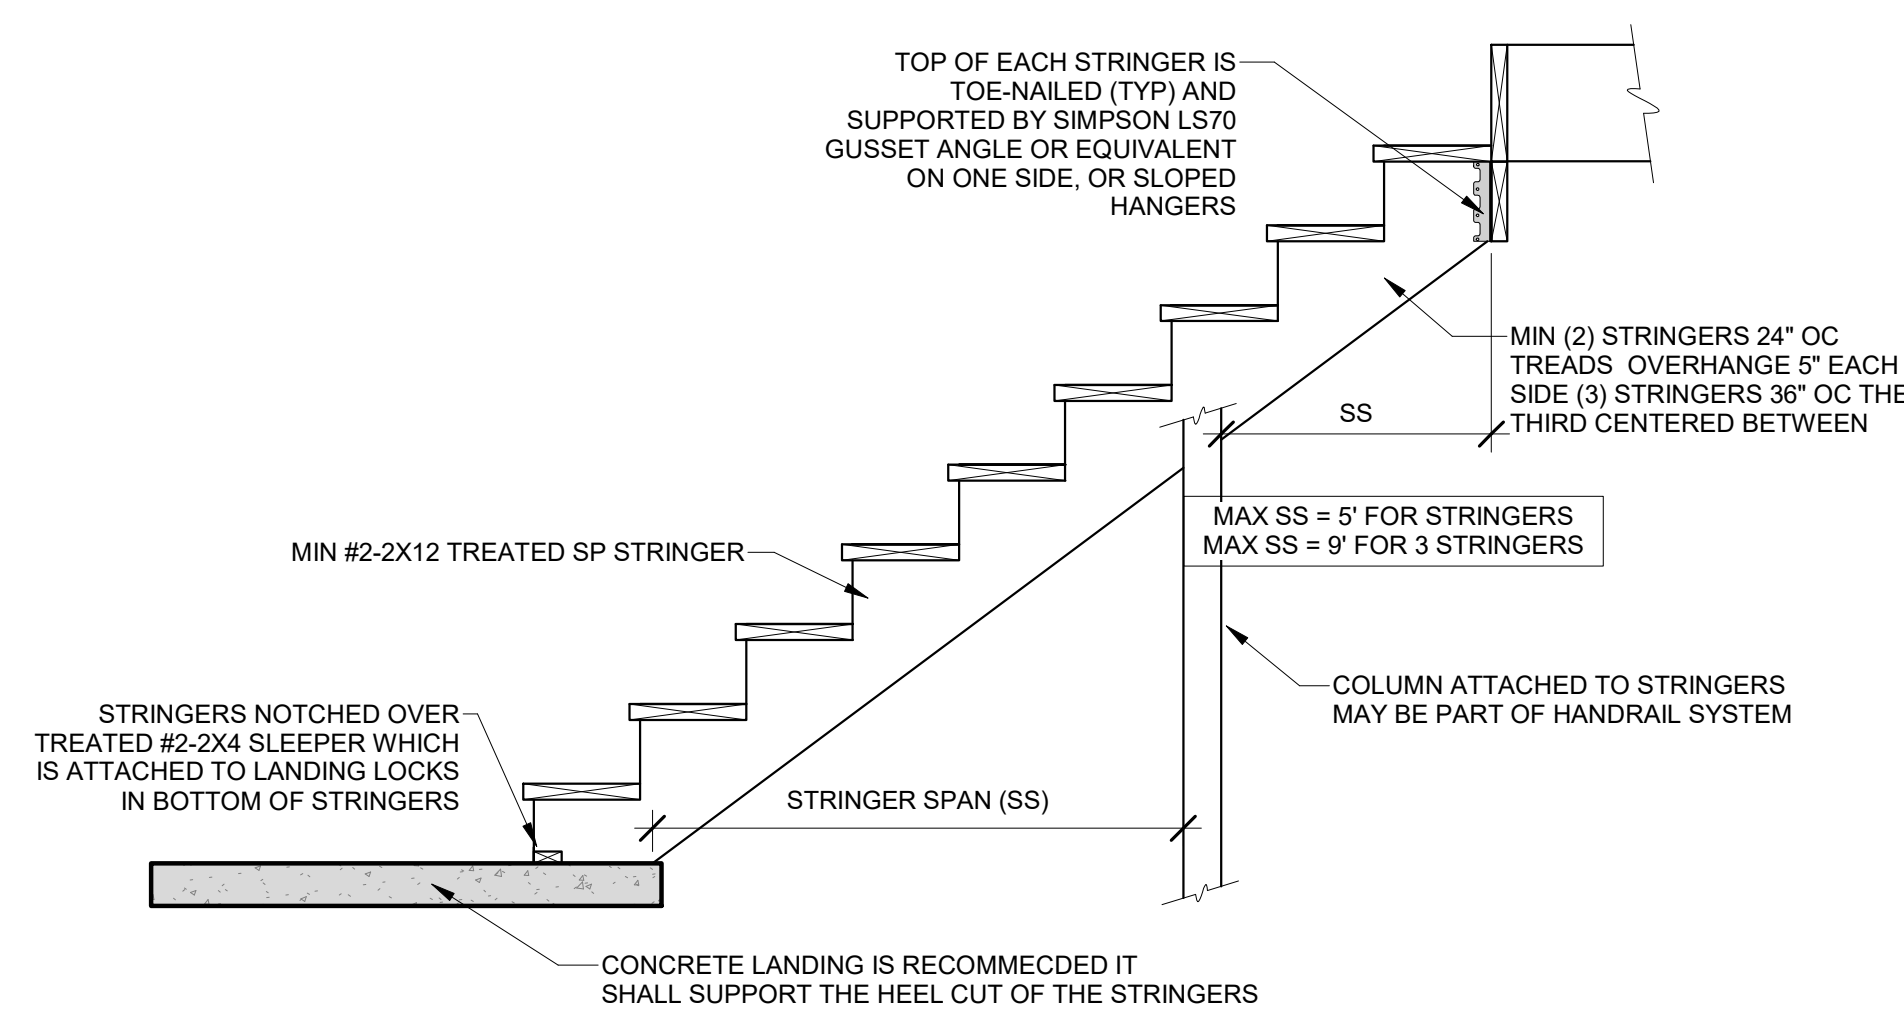 TOP OF EACH STRINGER IS
TOE-NAILED (TYP) AND
SUPPORTED BY SIMPSON LS70
GUSSET ANGLE OR EQUIVALENT
ON ONE SIDE, OR SLOPED
HANGERS
MIN (2) STRINGERS 24" OC
TREADS OVERHANGE 5" EACH
SIDE (3) STRINGERS 36" OC THE
THIRD CENTERED BETWEEN
SS
MAX SS = 5' FOR STRINGERS
MAX SS = 9' FOR 3 STRINGERS
MIN #2-2X12 TREATED SP STRINGER
COLUMN ATTACHED TO STRINGERS
MAY BE PART OF HANDRAIL SYSTEM
STRINGERS NOTCHED OVER
TREATED #2-2X4 SLEEPER WHICH
IS ATTACHED TO LANDING LOCKS
IN BOTTOM OF STRINGERS
STRINGER SPAN (SS)
CONCRETE LANDING IS RECOMMECDED IT
SHALL SUPPORT THE HEEL CUT OF THE STRINGERS